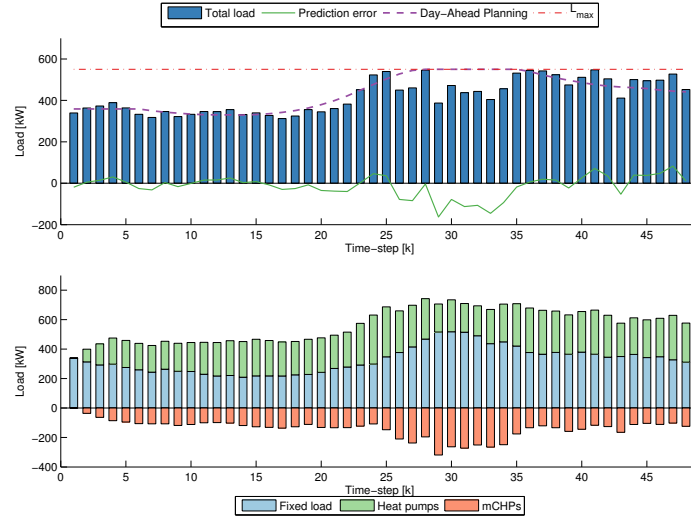 Total load Prediction error Day−Ahead Planning L_max
600
400
200
0
−200
Load [kW]
0 5 10 15 20 25 30 35 40 45
Time−step [k]
800
600
400
200
0
−200
−400
Load [kW]
0 5 10 15 20 25 30 35 40 45
Time−step [k]
Fixed load Heat pumps mCHPs